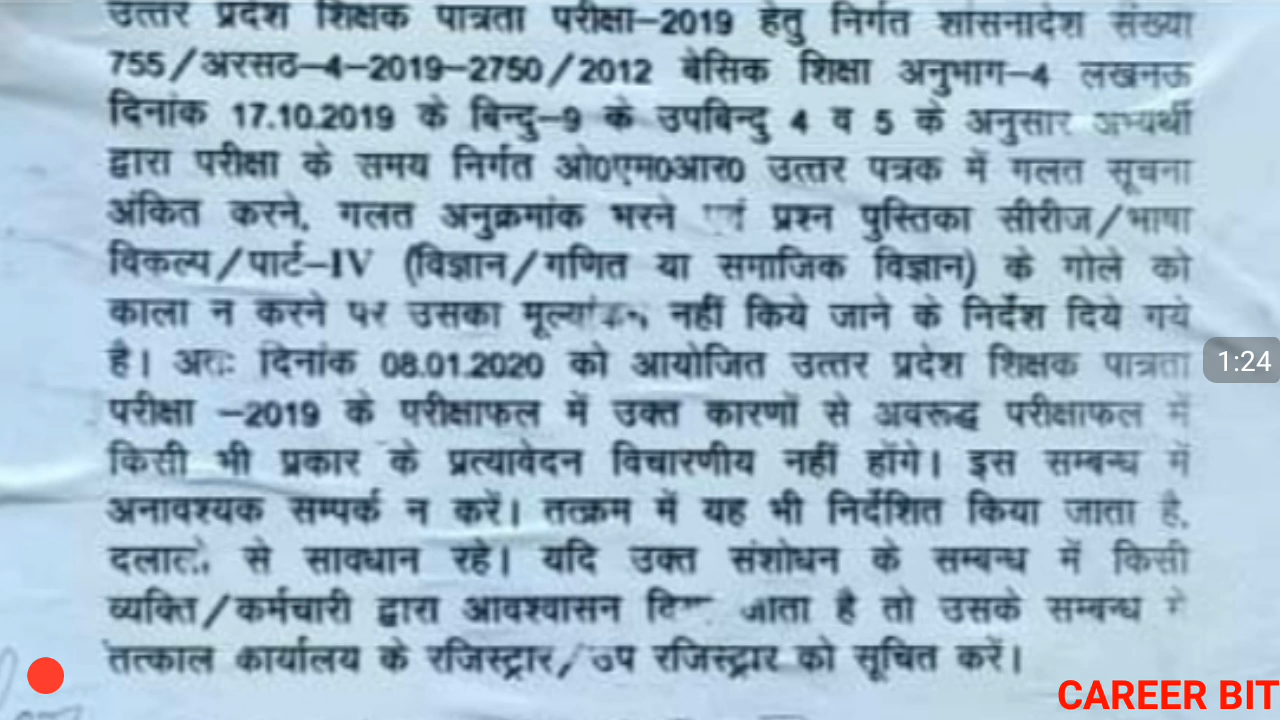 उत्तर प्रदेश शिक्षक पात्रता परीक्षा–2019 हेतु निर्गत शासनादेश संख्या
755/अरसठ–4–2019–2750/2012 बेसिक शिक्षा अनुभाग–4 लखनऊ
दिनांक 17.10.2019 के बिन्दु–9 के उपबिन्दु 4 व 5 के अनुसार अभ्यर्थी
द्वारा परीक्षा के समय निर्गत ओ0एम0आर0 उत्तर पत्रक में गलत सूचना
अंकित करने, गलत अनुक्रमांक भरने एवं प्रश्न पुस्तिका सीरीज/भाषा
विकल्प/पार्ट–IV (विज्ञान/गणित या समाजिक विज्ञान) के गोले को
काला न करने पर उसका मूल्यांकन नहीं किये जाने के निर्देश दिये गये
है। अतः दिनांक 08.01.2020 को आयोजित उत्तर प्रदेश शिक्षक पात्रता
1:24
परीक्षा –2019 के परीक्षाफल में उक्त कारणों से अवरूद्ध परीक्षाफल में
किसी भी प्रकार के प्रत्यावेदन विचारणीय नहीं होंगे। इस सम्बन्ध में
अनावश्यक सम्पर्क न करें। तत्क्रम में यह भी निर्देशित किया जाता है,
दलालों से सावधान रहे। यदि उक्त संशोधन के सम्बन्ध में किसी
व्यक्ति/कर्मचारी द्वारा आवश्वासन दिया जाता है तो उसके सम्बन्ध में
तत्काल कार्यालय के रजिस्ट्रार/उप रजिस्ट्रार को सूचित करें।
CAREER BIT